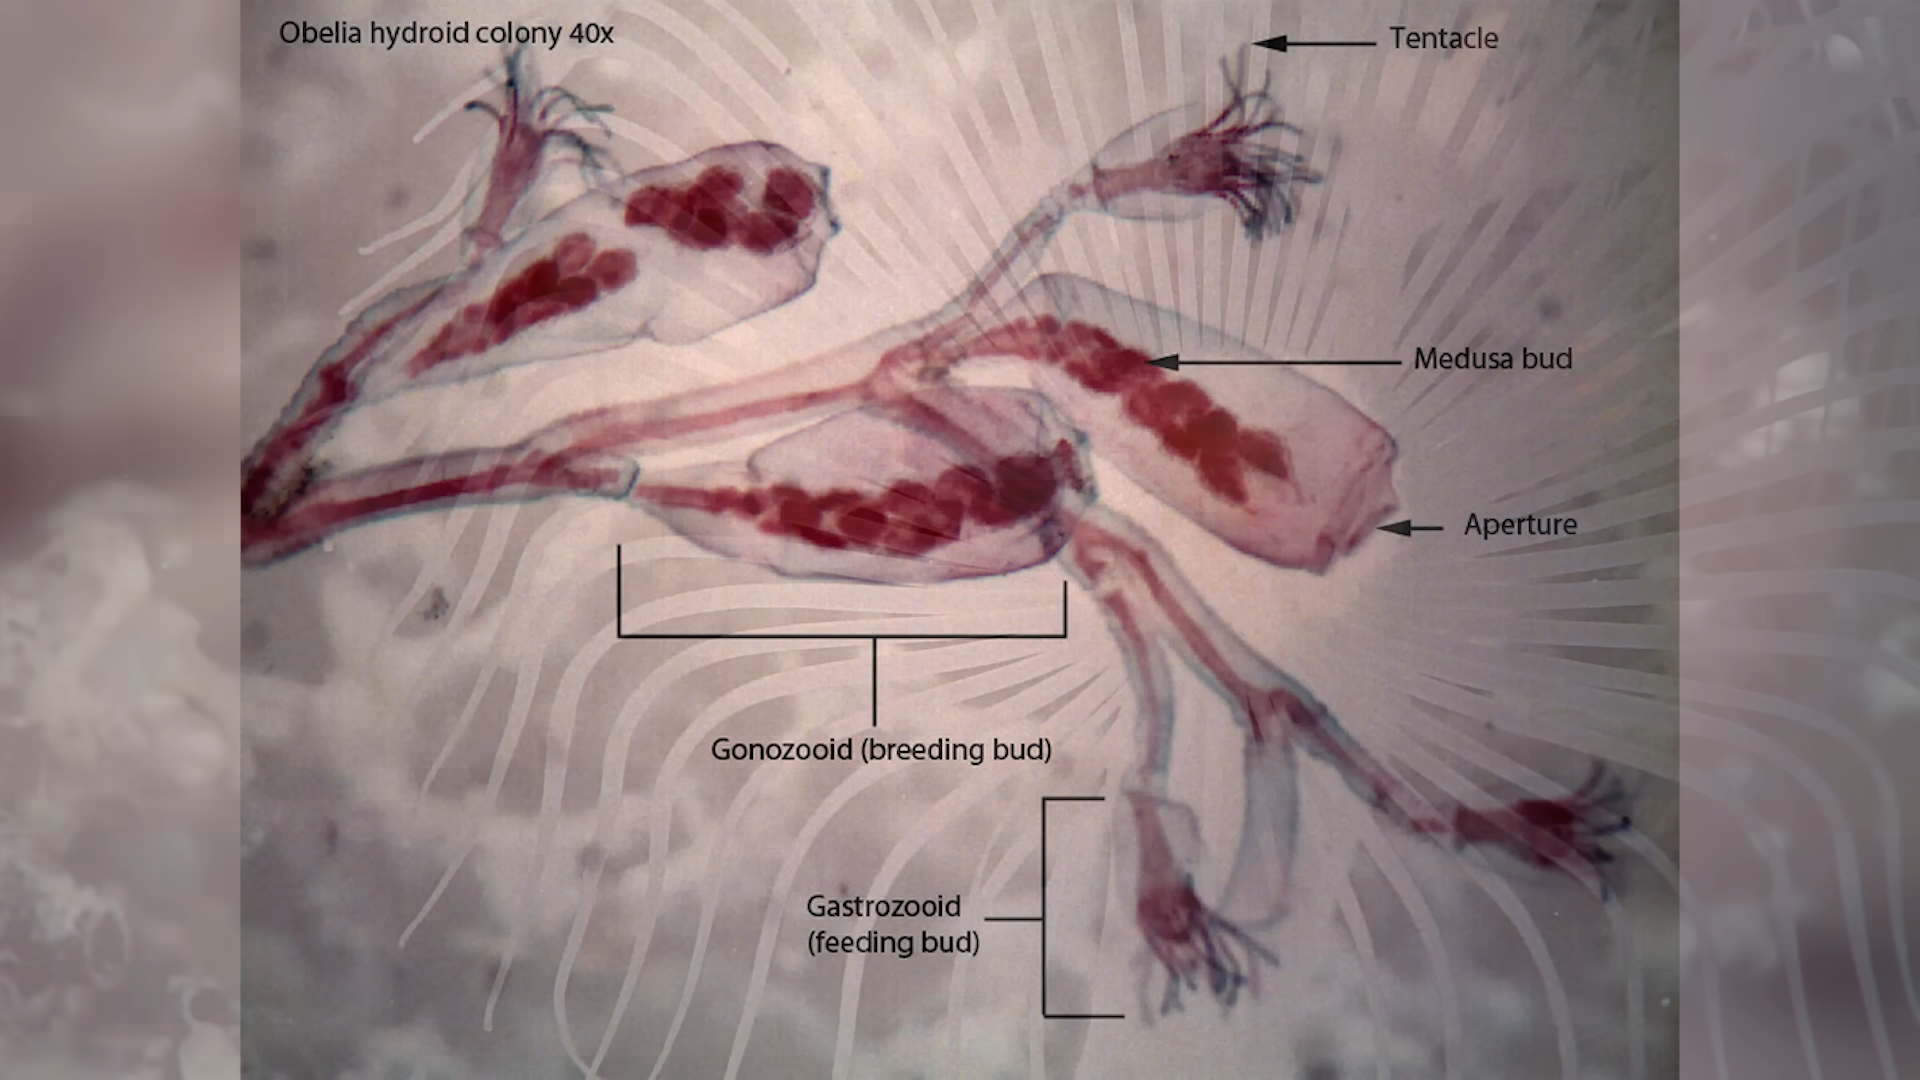 Obelia hydroid colony 40x
Tentacle
Medusa bud
Aperture
Gonozooid (breeding bud)
Gastrozooid
(feeding bud)